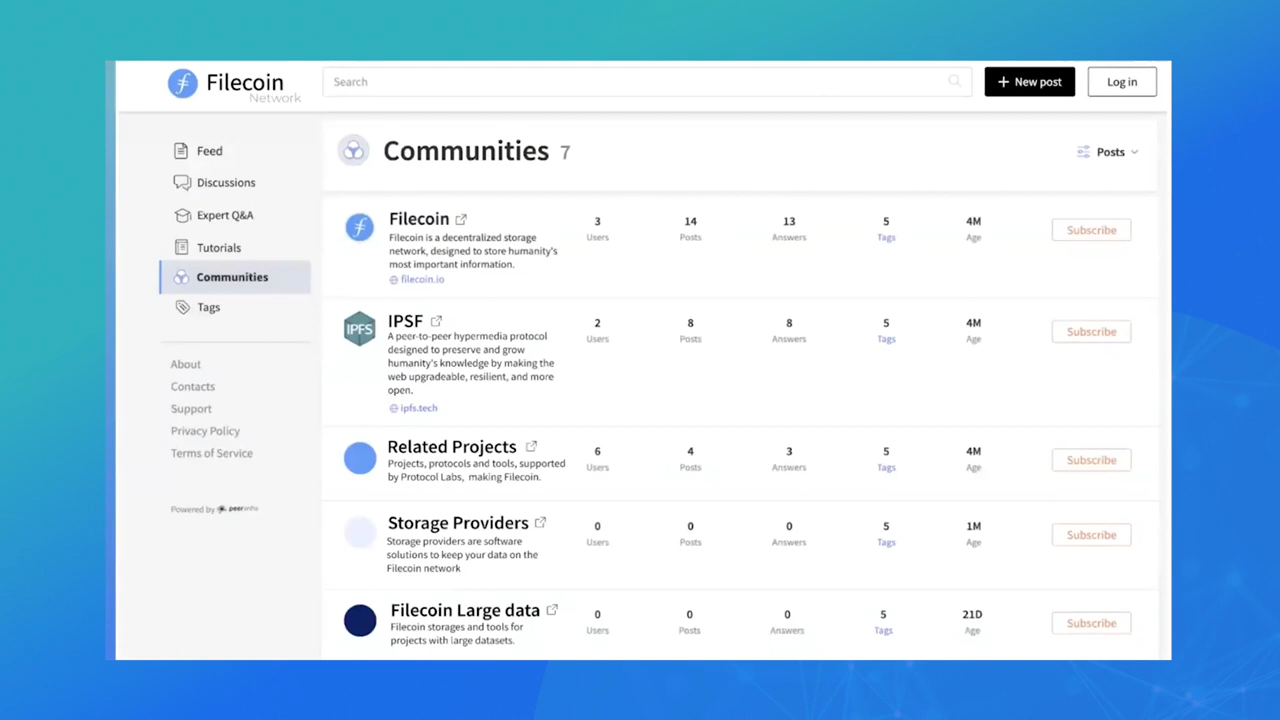 Filecoin
Network
Search
+ New post
Log in
Feed
Discussions
Expert Q&A
Tutorials
Communities
Tags
About
Contacts
Support
Privacy Policy
Terms of Service
Powered by peeranha
Communities 7
Posts
Filecoin
Filecoin is a decentralized storage
network, designed to store humanity's
most important information.
filecoin.io
3 14 13 5 4M
Users Posts Answers Tags Age
Subscribe
IPFS
IPSF
A peer-to-peer hypermedia protocol
designed to preserve and grow
humanity's knowledge by making the
web upgradeable, resilient, and more
open.
ipfs.tech
2 8 8 5 4M
Users Posts Answers Tags Age
Subscribe
Related Projects
Projects, protocols and tools, supported
by Protocol Labs, making Filecoin.
6 4 3 5 4M
Users Posts Answers Tags Age
Subscribe
Storage Providers
Storage providers are software
solutions to keep your data on the
Filecoin network
0 0 0 5 1M
Users Posts Answers Tags Age
Subscribe
Filecoin Large data
Filecoin storages and tools for
projects with large datasets.
0 0 0 5 21D
Users Posts Answers Tags Age
Subscribe